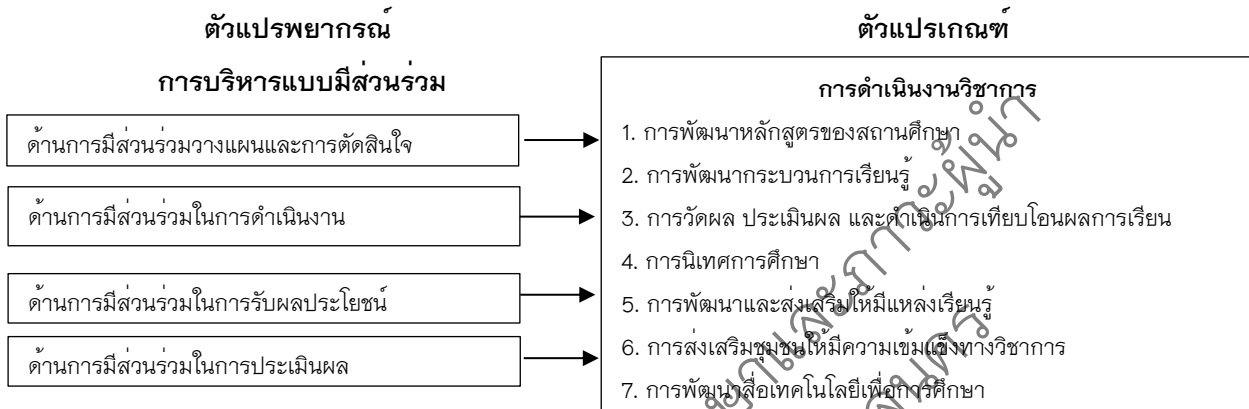 ตัวแปรพยากรณ์
การบริหารแบบมีส่วนร่วม
ด้านการมีส่วนร่วมวางแผนและการตัดสินใจ
ด้านการมีส่วนร่วมในการดำเนินงาน
ด้านการมีส่วนร่วมในการรับผลประโยชน์
ด้านการมีส่วนร่วมในการประเมินผล
ตัวแปรเกณฑ์
การดำเนินงานวิชาการ
1. การพัฒนาหลักสูตรของสถานศึกษา
2. การพัฒนากระบวนการเรียนรู้
3. การวัดผล ประเมินผล และดำเนินการเทียบโอนผลการเรียน
4. การนิเทศการศึกษา
5. การพัฒนาและส่งเสริมให้มีแหล่งเรียนรู้
6. การส่งเสริมชุมชนให้มีความเข้มแข็งทางวิชาการ
7. การพัฒนาสื่อเทคโนโลยีเพื่อการศึกษา